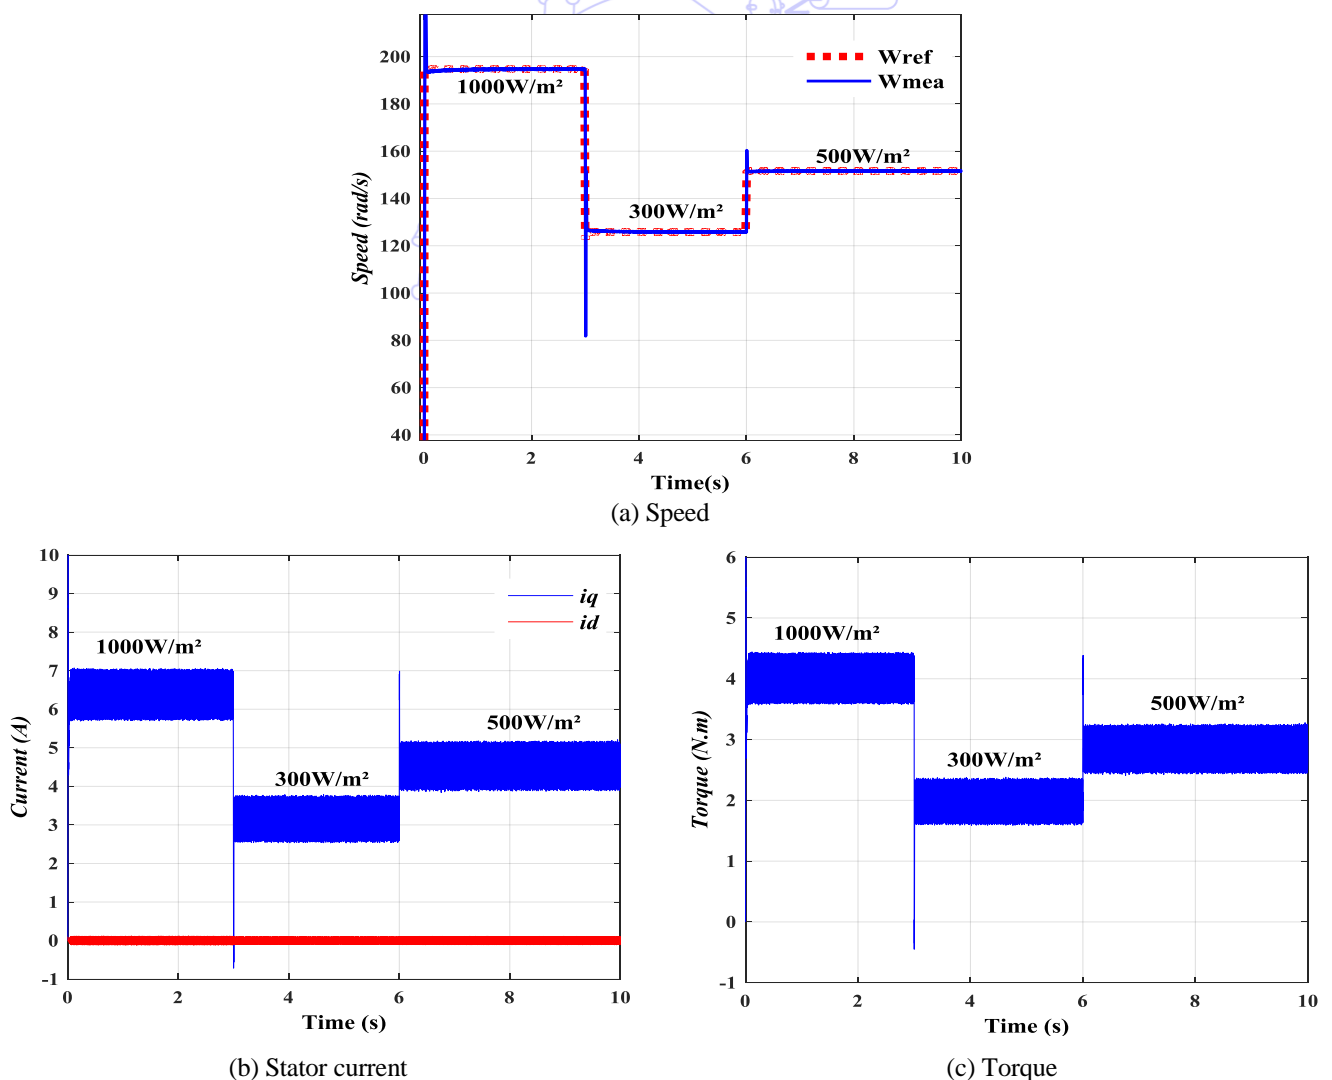 200
180
160
140
120
100
80
60
40
Speed (rad/s)
Wref
Wmea
1000W/m²
300W/m²
500W/m²
0 2 4 6 8 10
Time(s)
(a) Speed
10
9
8
7
6
5
4
3
2
1
0
-1
Current (A)
iq
id
1000W/m²
300W/m²
500W/m²
0 2 4 6 8 10
Time (s)
(b) Stator current
6
5
4
3
2
1
0
-1
Torque (N.m)
1000W/m²
300W/m²
500W/m²
0 2 4 6 8 10
Time (s)
(c) Torque